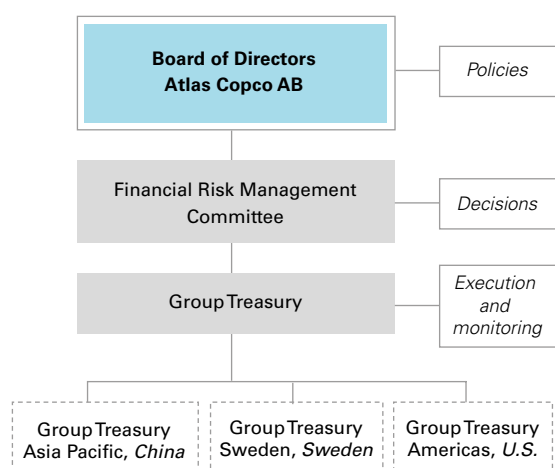 Board of Directors
Atlas Copco AB
Policies
Financial Risk Management
Committee
Decisions
Group Treasury
Execution
and
monitoring
Group Treasury
Asia Pacific, China
Group Treasury
Sweden, Sweden
Group Treasury
Americas, U.S.